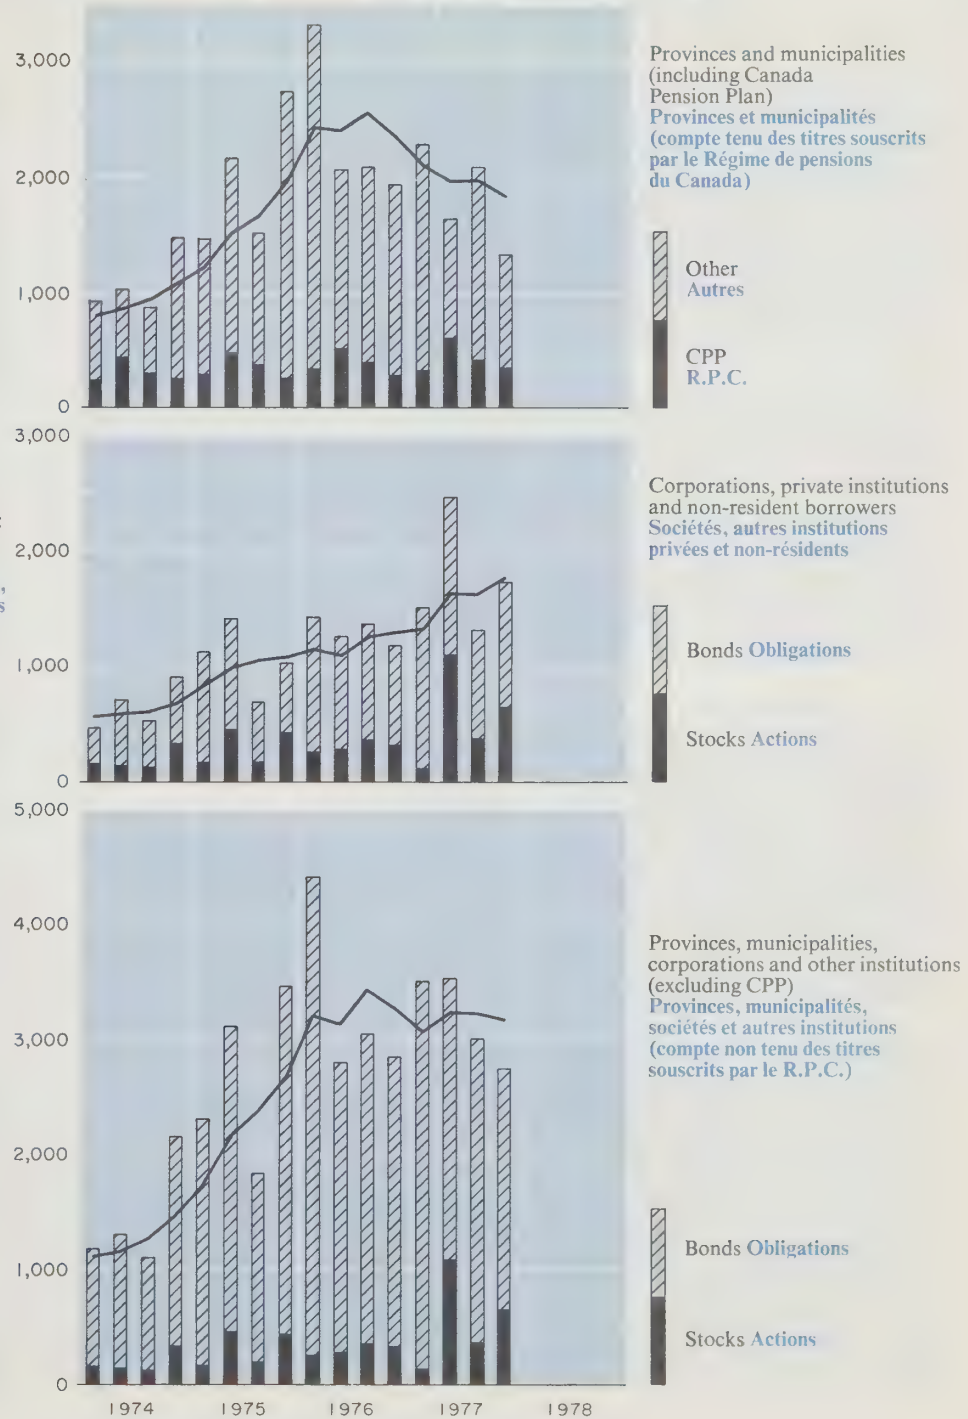 3,000
2,000
1,000
0
Provinces and municipalities
(including Canada
Pension Plan)
Provinces et municipalités
(compte tenu des titres souscrits
par le Régime de pensions
du Canada)
Other
Autres
CPP
R.P.C.
3,000
2,000
1,000
0
Corporations, private institutions
and non-resident borrowers
Sociétés, autres institutions
privées et non-résidents
Bonds Obligations
Stocks Actions
5,000
4,000
3,000
2,000
1,000
0
Provinces, municipalities,
corporations and other institutions
(excluding CPP)
Provinces, municipalités,
sociétés et autres institutions
(compte non tenu des titres
souscrits par le R.P.C.)
Bonds Obligations
Stocks Actions
1974 1975 1976 1977 1978